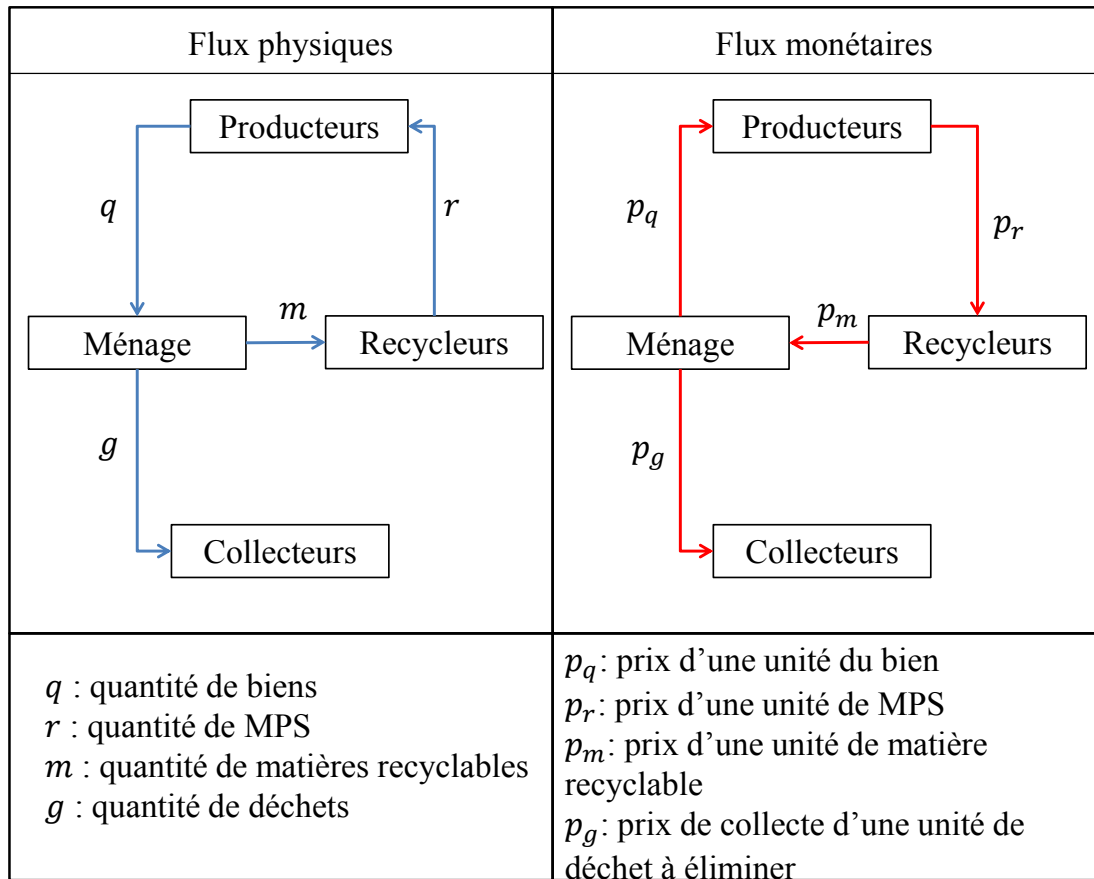 Flux physiques
Flux monétaires
Producteurs
q
r
m
Ménage
Recycleurs
g
Collecteurs
Producteurs
p_q
p_r
p_m
Ménage
Recycleurs
p_g
Collecteurs
q : quantité de biens
r : quantité de MPS
m : quantité de matières recyclables
g : quantité de déchets
p_q: prix d’une unité du bien
p_r: prix d’une unité de MPS
p_m: prix d’une unité de matière
recyclable
p_g: prix de collecte d’une unité de
déchet à éliminer